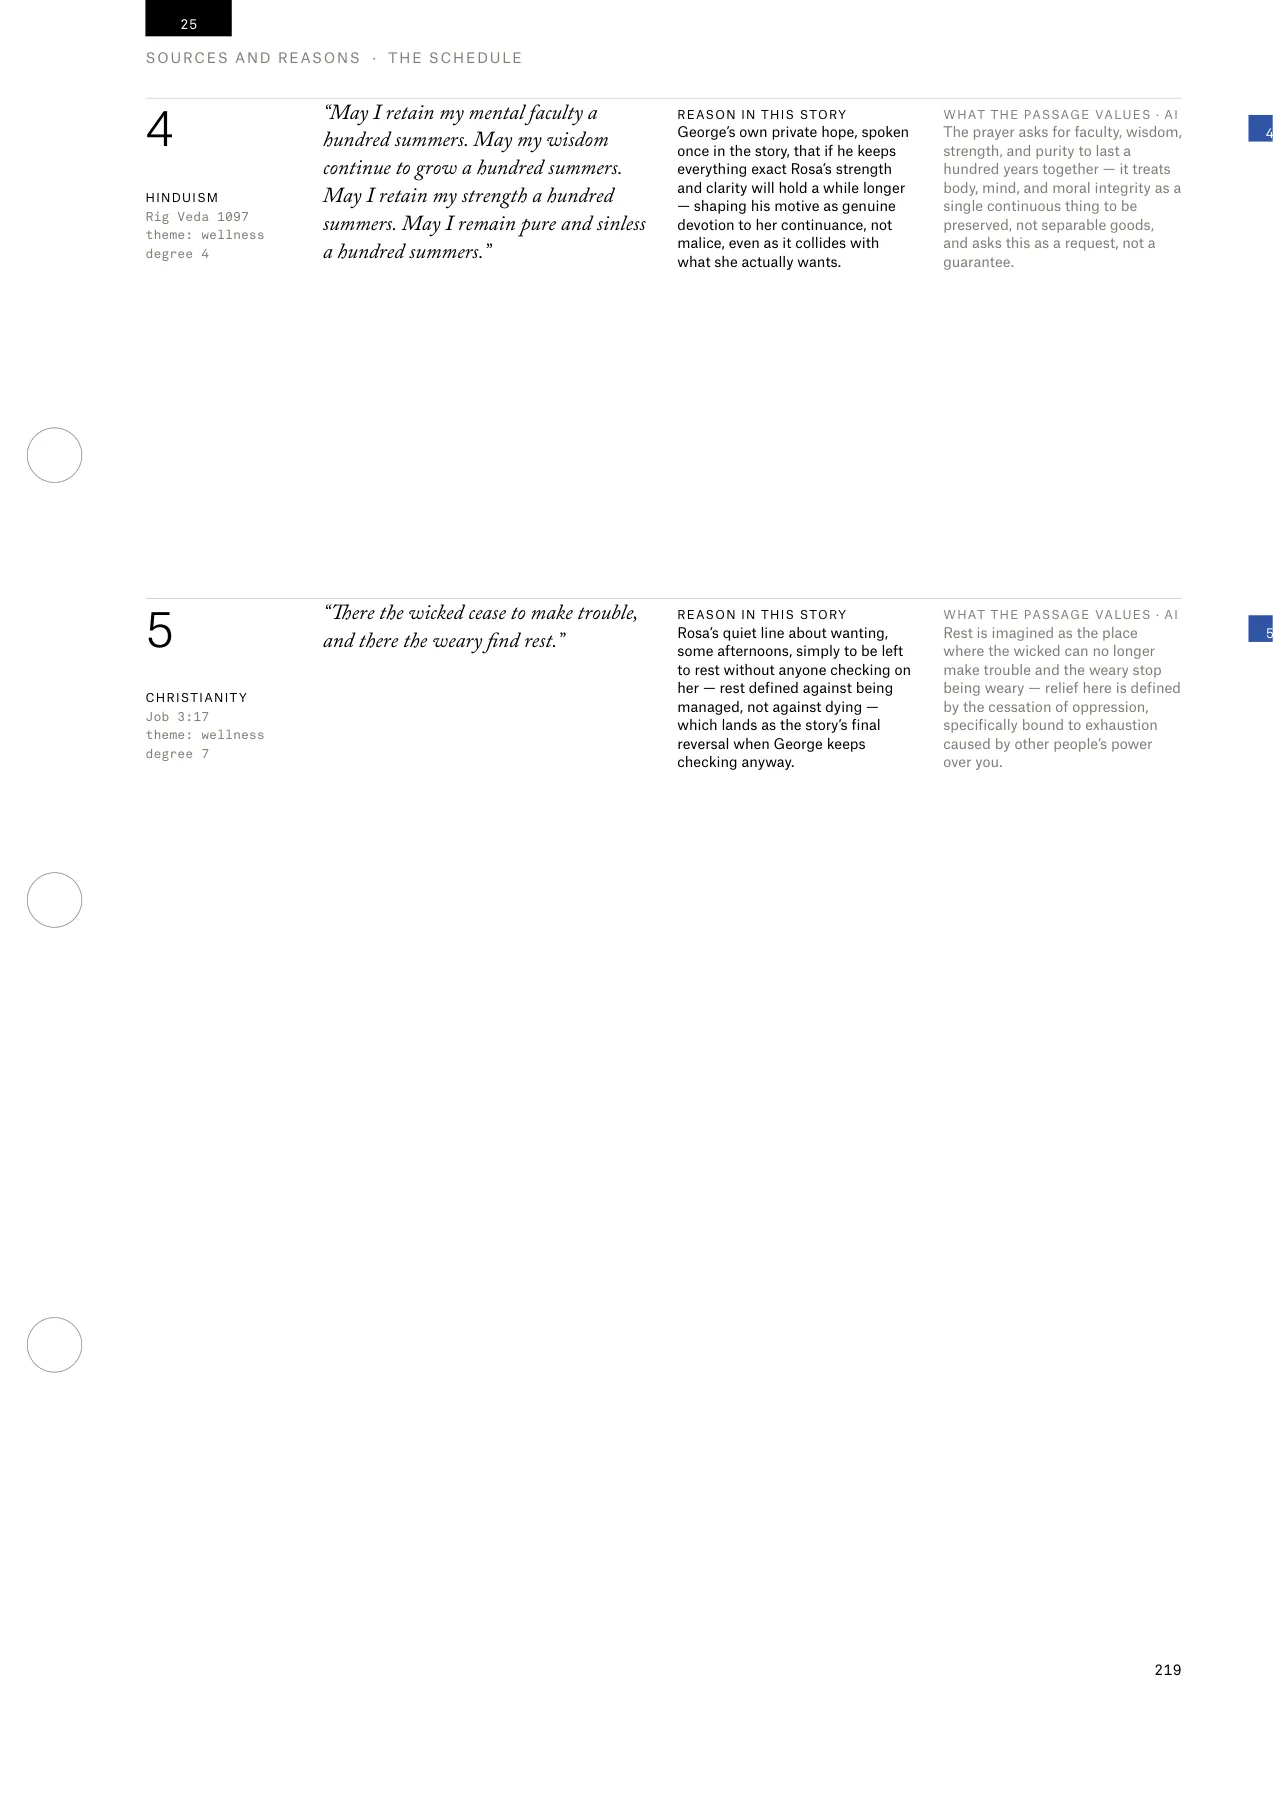 25
SOURCES AND REASONS · THE SCHEDULE
4
HINDUISM
Rig Veda 1097
theme: wellness
degree 4
“May I retain my mental faculty a
hundred summers. May my wisdom
continue to grow a hundred summers.
May I retain my strength a hundred
summers. May I remain pure and sinless
a hundred summers.”
REASON IN THIS STORY
George’s own private hope, spoken
once in the story, that if he keeps
everything exact Rosa’s strength
and clarity will hold a while longer
— shaping his motive as genuine
devotion to her continuance, not
malice, even as it collides with
what she actually wants.
WHAT THE PASSAGE VALUES · AI
The prayer asks for faculty, wisdom,
strength, and purity to last a
hundred years together — it treats
body, mind, and moral integrity as a
single continuous thing to be
preserved, not separable goods,
and asks this as a request, not a
guarantee.
4
5
CHRISTIANITY
Job 3:17
theme: wellness
degree 7
“There the wicked cease to make trouble,
and there the weary find rest.”
REASON IN THIS STORY
Rosa’s quiet line about wanting,
some afternoons, simply to be left
to rest without anyone checking on
her — rest defined against being
managed, not against dying —
which lands as the story’s final
reversal when George keeps
checking anyway.
WHAT THE PASSAGE VALUES · AI
Rest is imagined as the place
where the wicked can no longer
make trouble and the weary stop
being weary — relief here is defined
by the cessation of oppression,
specifically bound to exhaustion
caused by other people’s power
over you.
5
219